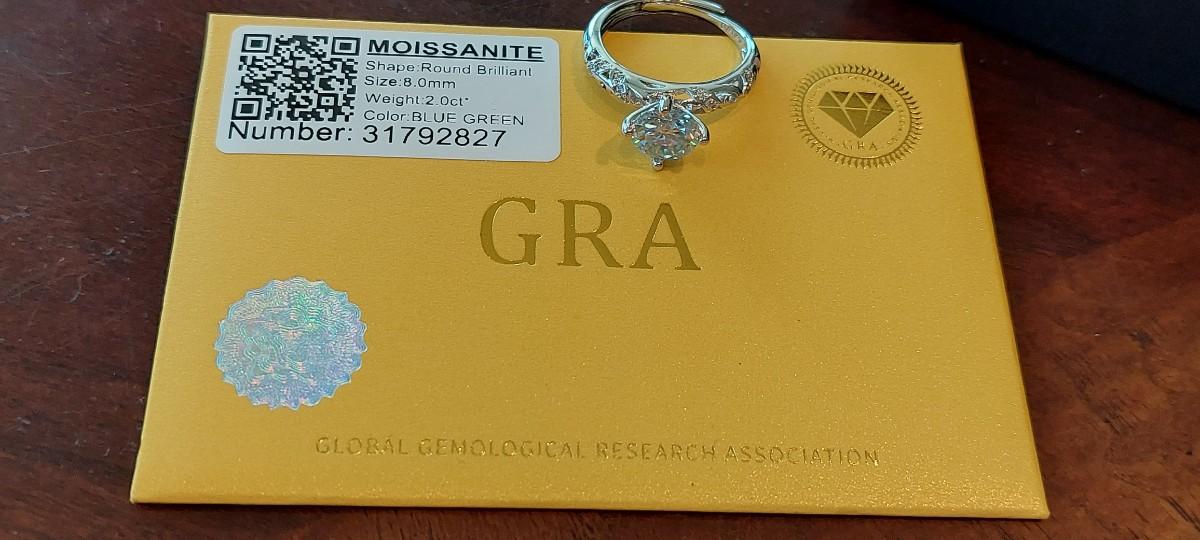 MOISSANITE
Shape:Round Brilliant
Size:8.0mm
Weight:2.0ct*
Color:BLUE GREEN
Number: 31792827
GRA
GRA
GLOBAL GEMOLOGICAL RESEARCH ASSOCIATION